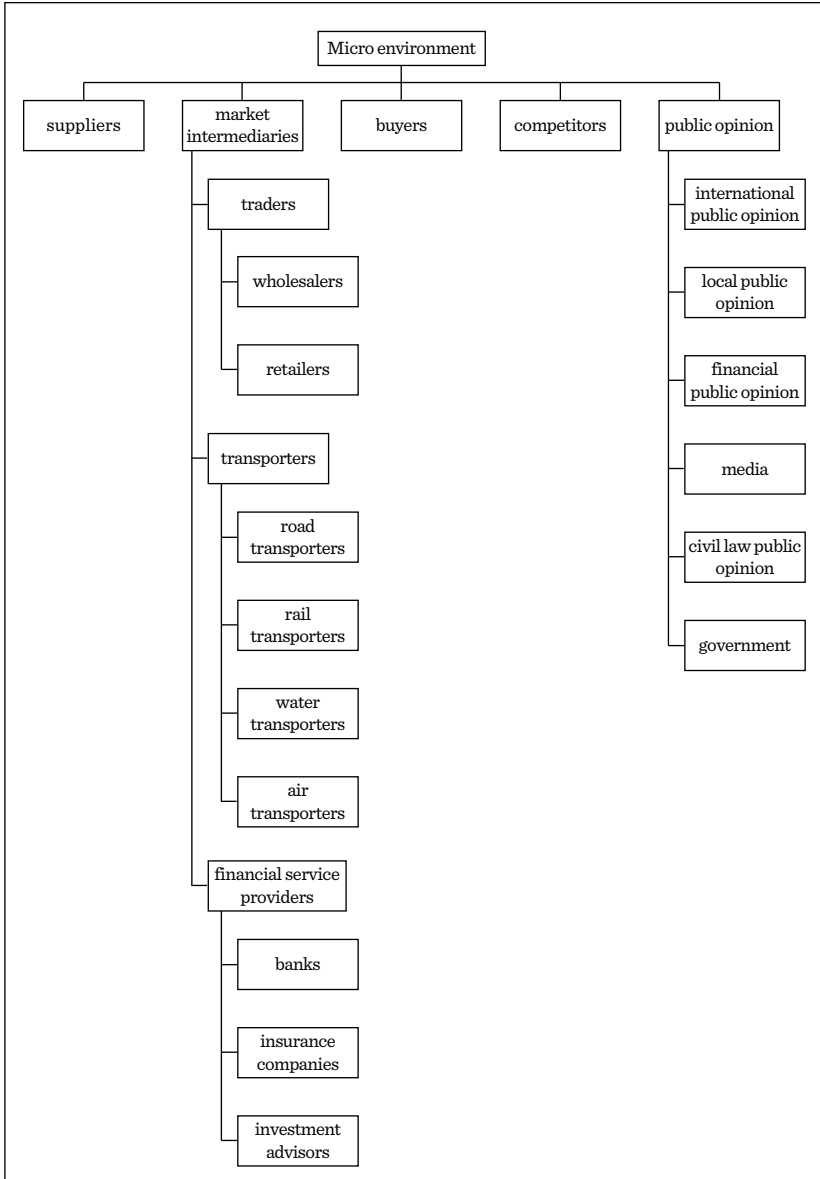 Micro environment
suppliers
market
intermediaries
buyers
competitors
public opinion
traders
wholesalers
retailers
transporters
road
transporters
rail
transporters
water
transporters
air
transporters
financial service
providers
banks
insurance
companies
investment
advisors
international
public opinion
local public
opinion
financial
public opinion
media
civil law public
opinion
government